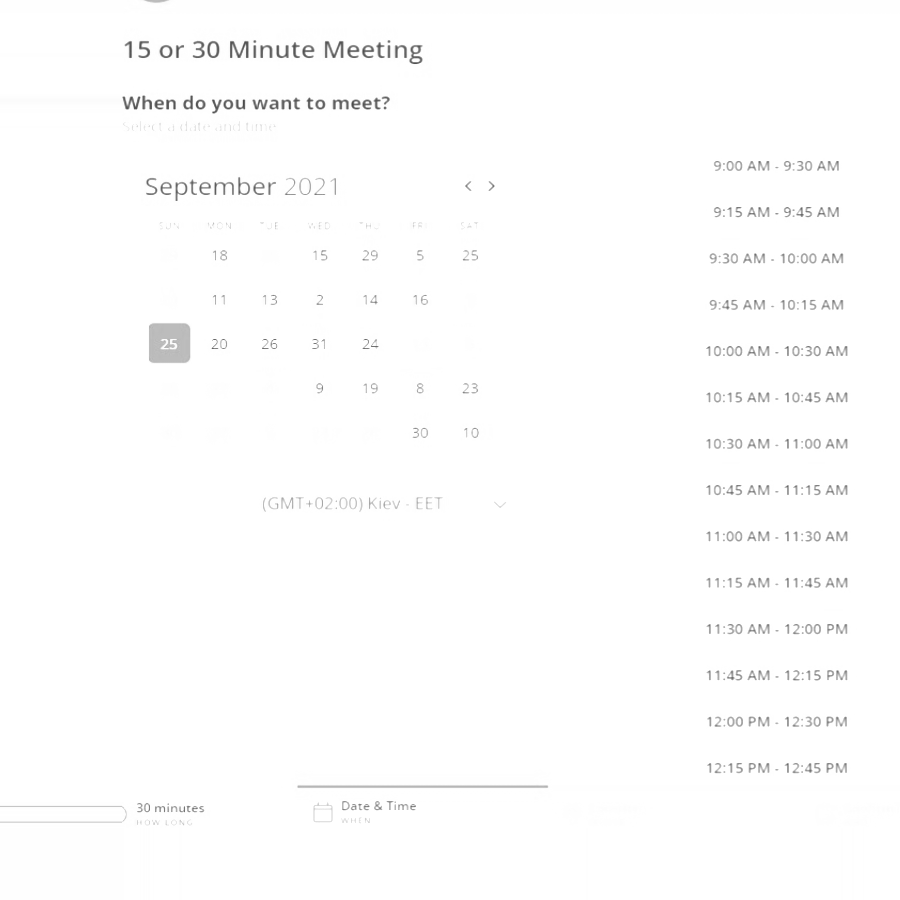 15 or 30 Minute Meeting
When do you want to meet?
Select a date and time
September 2021
SUN MON TUE WED THU FRI SAT
18 15 29 5 25
11 13 2 14 16
25 20 26 31 24
9 19 8 23
30 10
(GMT+02:00) Kiev - EET
9:00 AM - 9:30 AM
9:15 AM - 9:45 AM
9:30 AM - 10:00 AM
9:45 AM - 10:15 AM
10:00 AM - 10:30 AM
10:15 AM - 10:45 AM
10:30 AM - 11:00 AM
10:45 AM - 11:15 AM
11:00 AM - 11:30 AM
11:15 AM - 11:45 AM
11:30 AM - 12:00 PM
11:45 AM - 12:15 PM
12:00 PM - 12:30 PM
12:15 PM - 12:45 PM
30 minutes
HOW LONG
Date & Time
WHEN